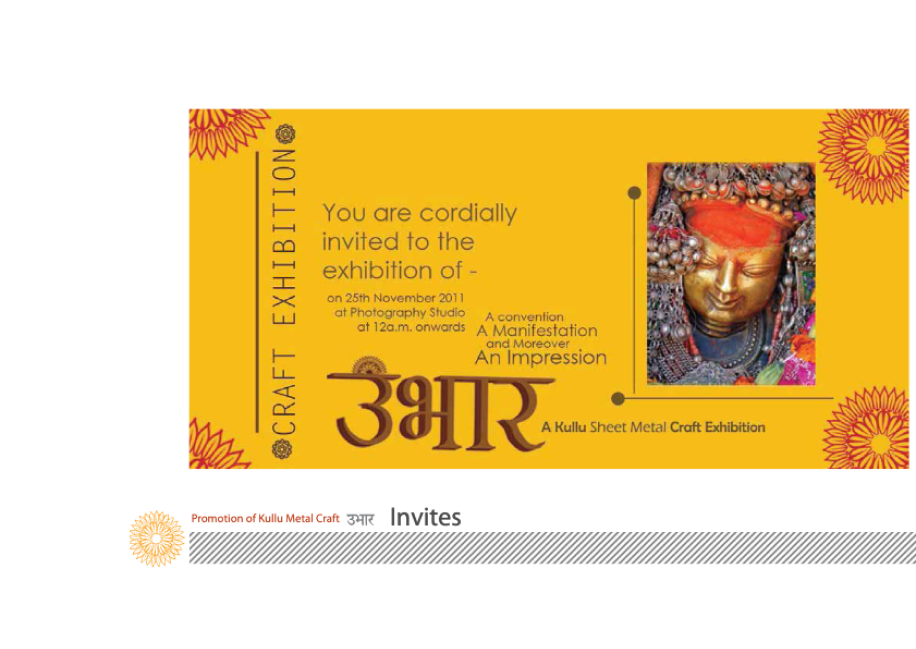 CRAFT EXHIBITION
You are cordially
invited to the
exhibition of -
on 25th November 2011
at Photography Studio
at 12a.m. onwards
A convention
A Manifestation
and Moreover
An Impression
उभार
A Kullu Sheet Metal Craft Exhibition
Promotion of Kullu Metal Craft उभार Invites